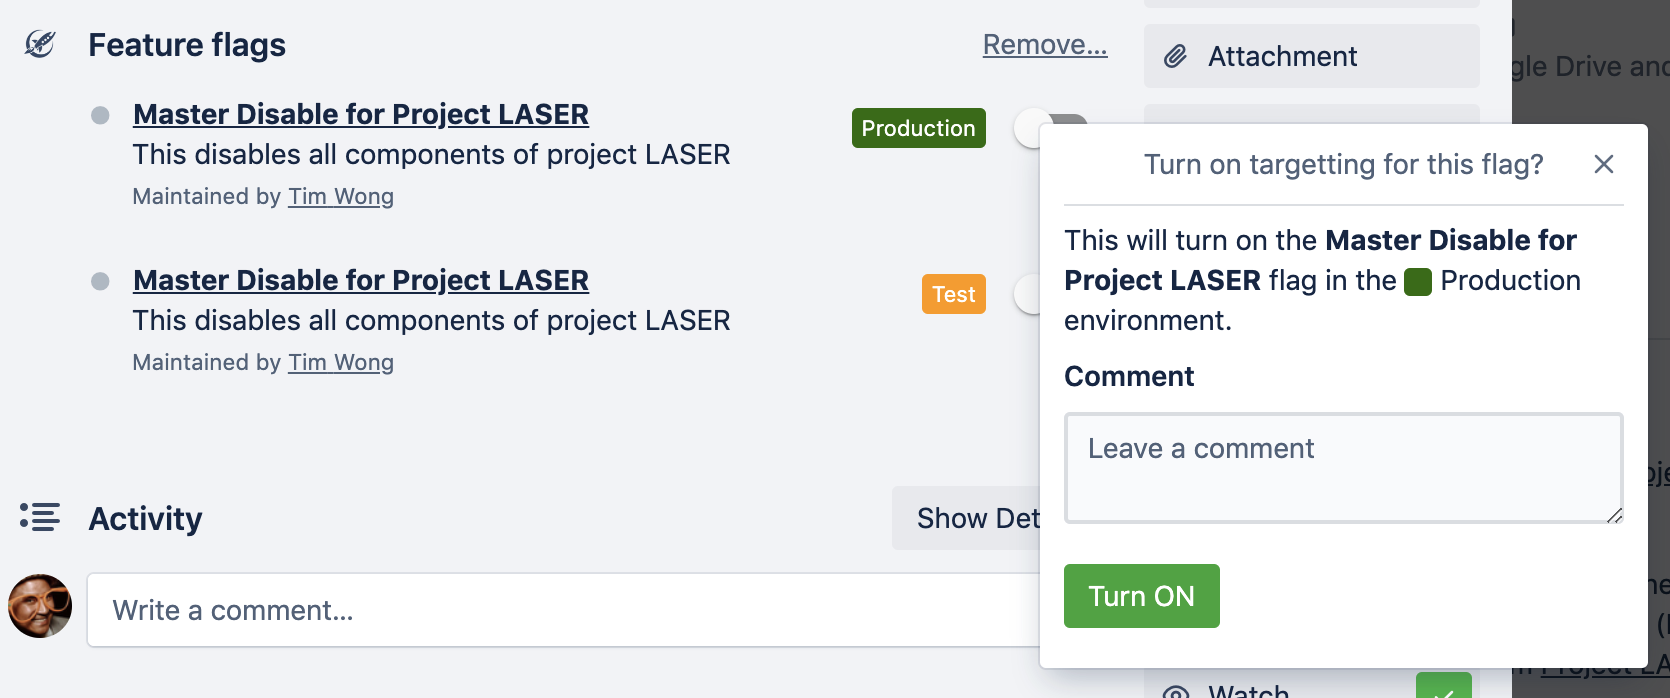 Feature flags
Remove...
Attachment
gle Drive and
Master Disable for Project LASER
Production
This disables all components of project LASER
Maintained by Tim Wong
Master Disable for Project LASER
Test
This disables all components of project LASER
Maintained by Tim Wong
Turn on targetting for this flag?
This will turn on the Master Disable for
Project LASER flag in the Production
environment.
Comment
Leave a comment
Turn ON
Activity
Show Det
Write a comment...
Watch